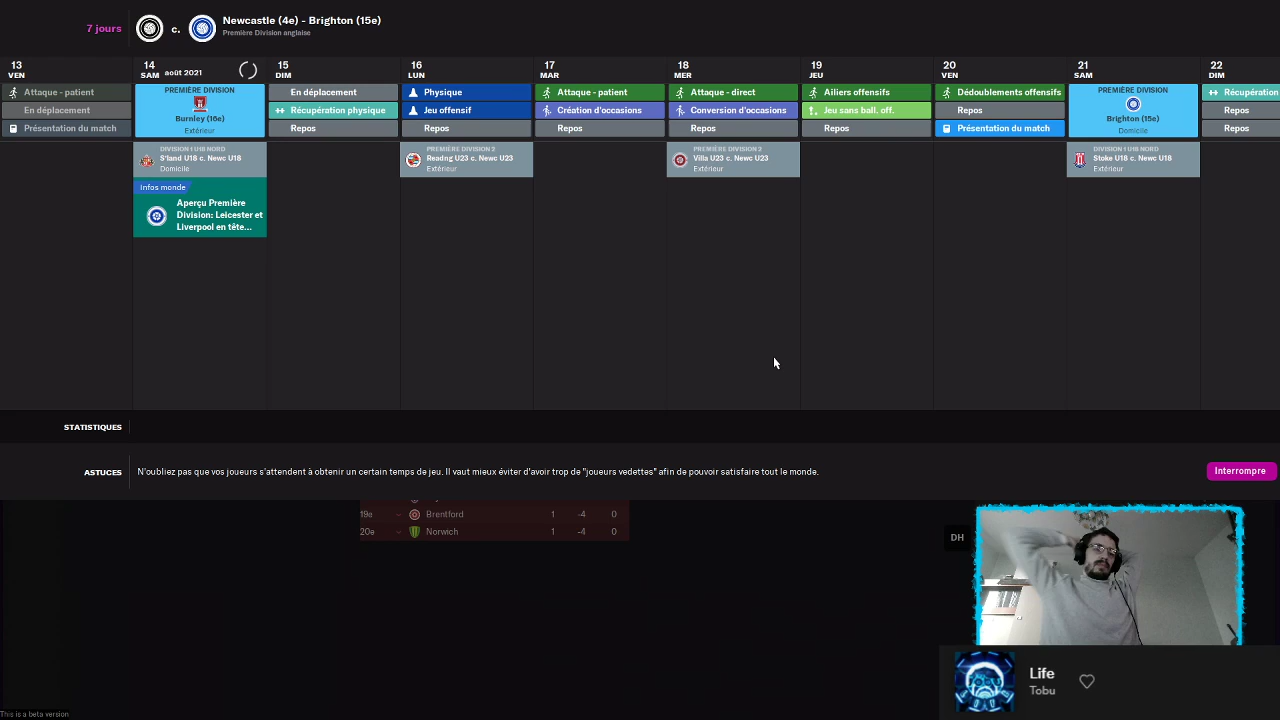 7 jours
c.
Newcastle (4e) - Brighton (15e)
Première Division anglaise
13
VEN
14
SAM août 2021
15
DIM
16
LUN
17
MAR
18
MER
19
JEU
20
VEN
21
SAM
22
DIM
Attaque - patient
En déplacement
Présentation du match
PREMIÈRE DIVISION
Burnley (16e)
Extérieur
En déplacement
Récupération physique
Repos
Physique
Jeu offensif
Repos
Attaque - patient
Création d'occasions
Repos
Attaque - direct
Conversion d'occasions
Repos
Ailiers offensifs
Jeu sans ball. off.
Repos
Dédoublements offensifs
Repos
Présentation du match
PREMIÈRE DIVISION
Brighton (15e)
Domicile
Récupération
Repos
Repos
DIVISION 1 U18 NORD
S'land U18 c. Newc U18
Domicile
PREMIÈRE DIVISION 2
Readng U23 c. Newc U23
Extérieur
PREMIÈRE DIVISION 2
Villa U23 c. Newc U23
Extérieur
DIVISION 1 U18 NORD
Stoke U18 c. Newc U18
Extérieur
Infos monde
Aperçu Première
Division: Leicester et
Liverpool en tête...
STATISTIQUES
ASTUCES
N'oubliez pas que vos joueurs s'attendent à obtenir un certain temps de jeu. Il vaut mieux éviter d'avoir trop de "joueurs vedettes" afin de pouvoir satisfaire tout le monde.
Interrompre
19e Brentford 1 -4 0
20e Norwich 1 -4 0
DH
Life
Tobu
This is a beta version